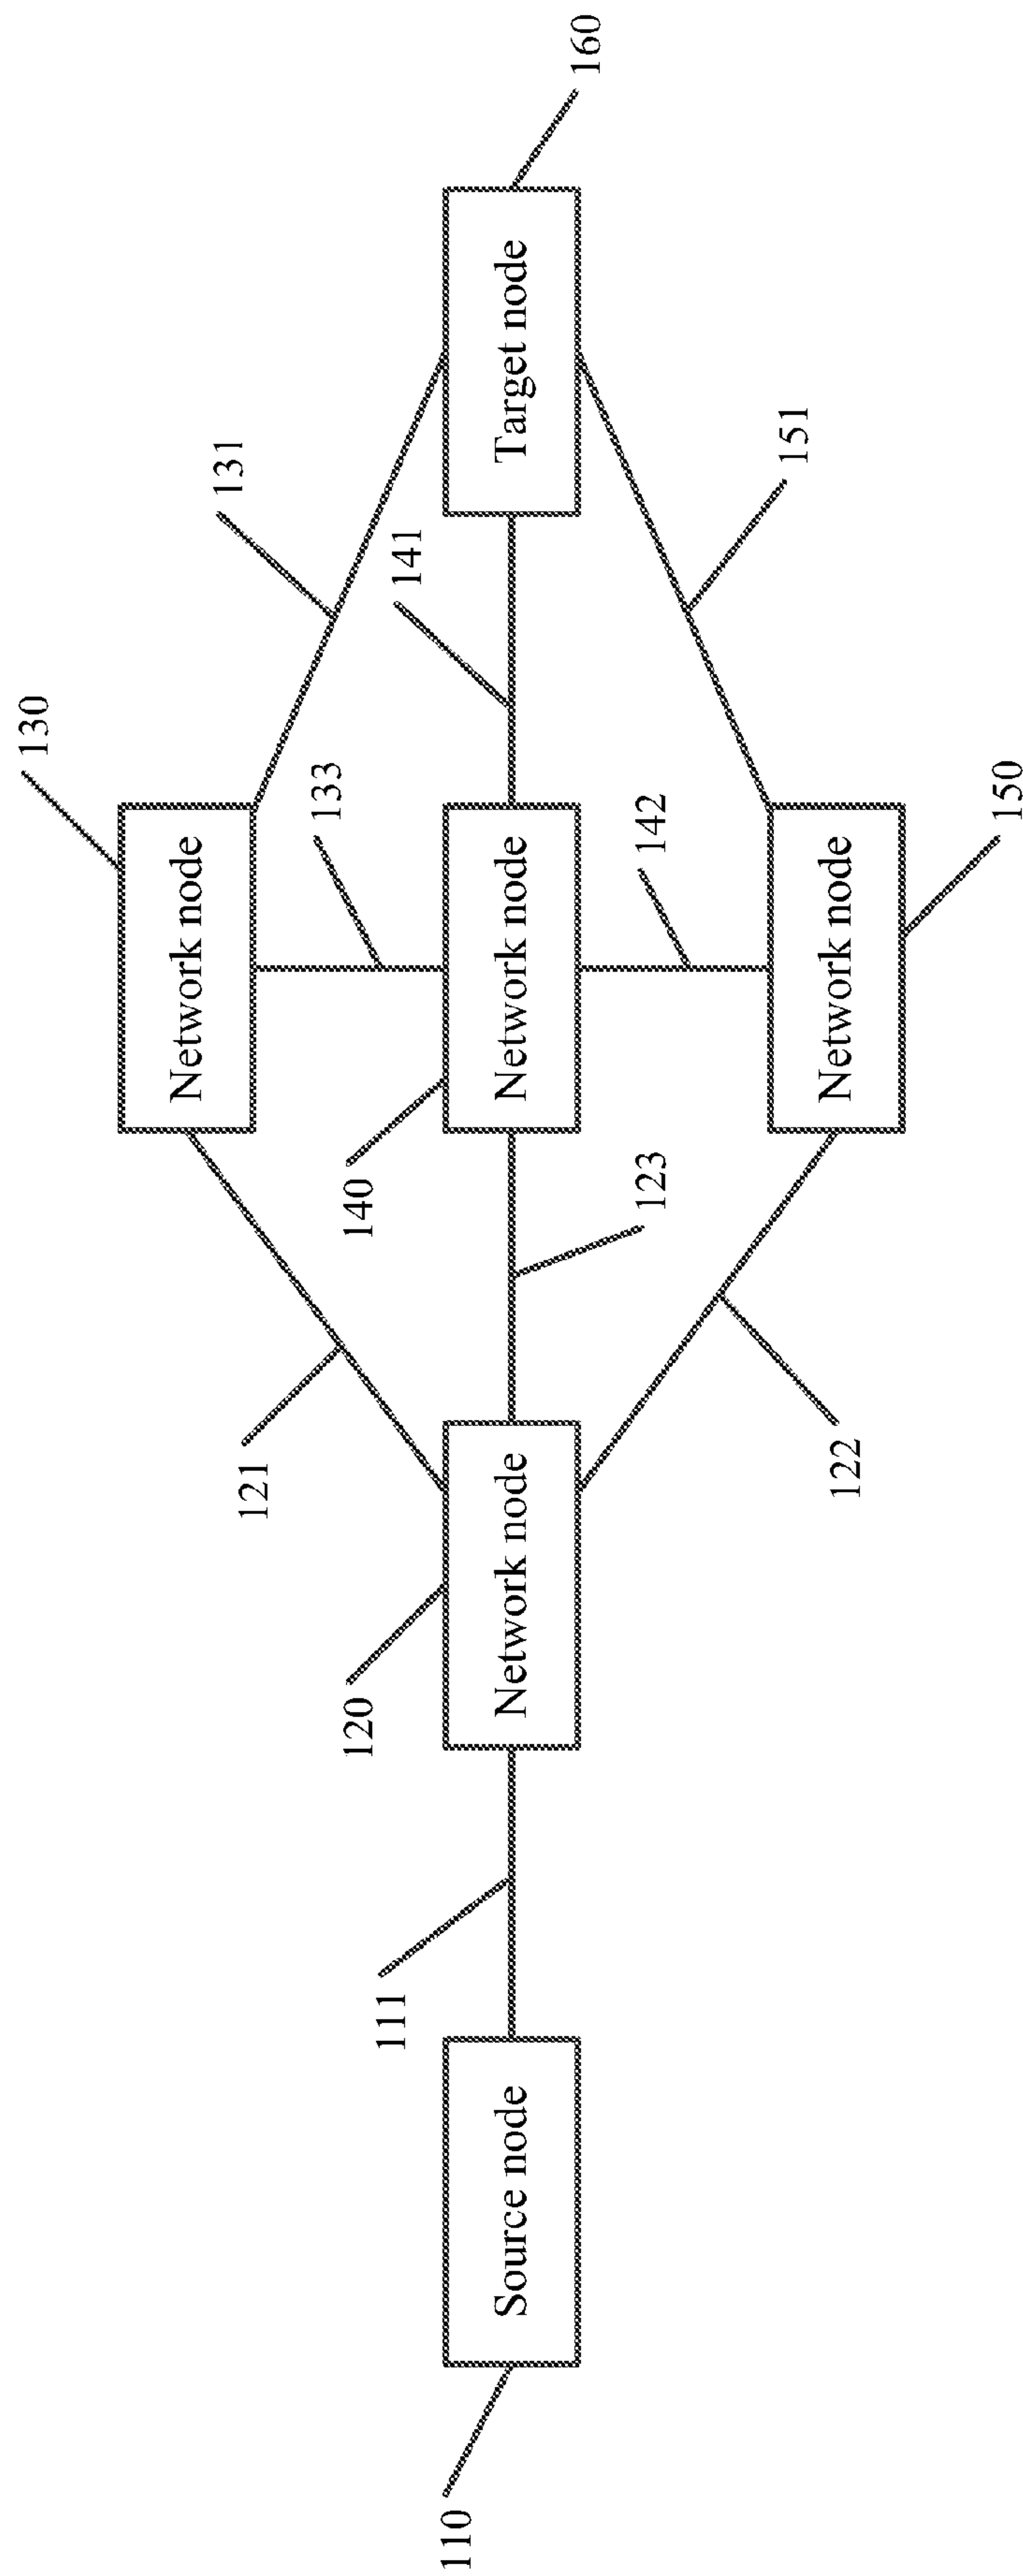 130
131
Network node
121
133
141
160
140
120
111
Source node
Network node
Network node
Target node
110
123
142
151
Network node
122
150